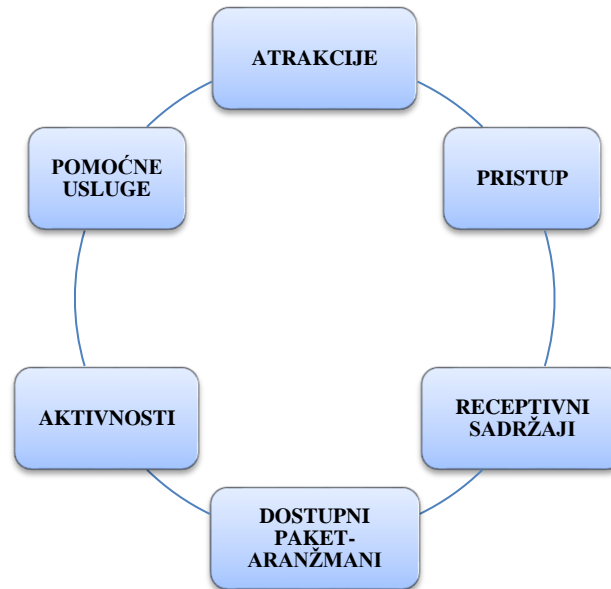 ATRAKCIJE
PRISTUP
RECEPTIVNI
SADRŽAJI
DOSTUPNI
PAKET-
ARANŽMANI
AKTIVNOSTI
POMOĆNE
USLUGE